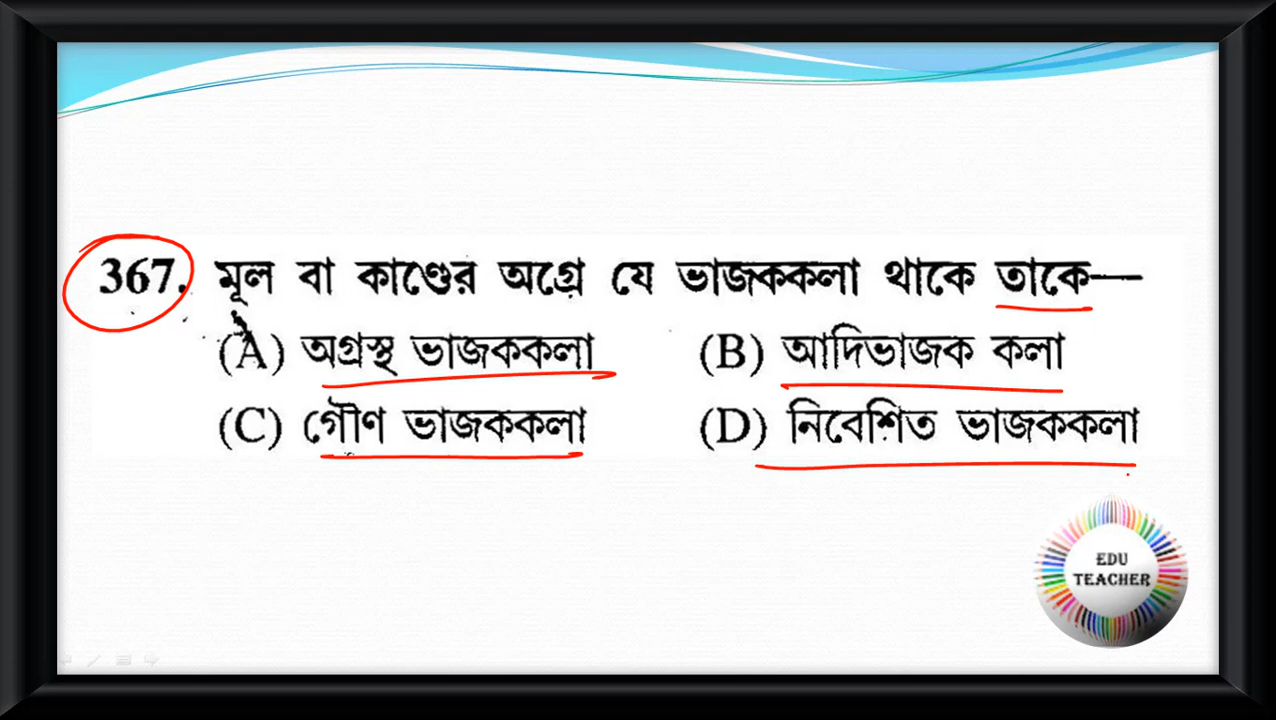 367. মূল বা কাণ্ডের অগ্রে যে ভাজককলা থাকে তাকে—
(A) অগ্রস্থ ভাজককলা (B) আদিভাজক কলা
(C) গৌণ ভাজককলা (D) নিবেশিত ভাজককলা
EDU
TEACHER